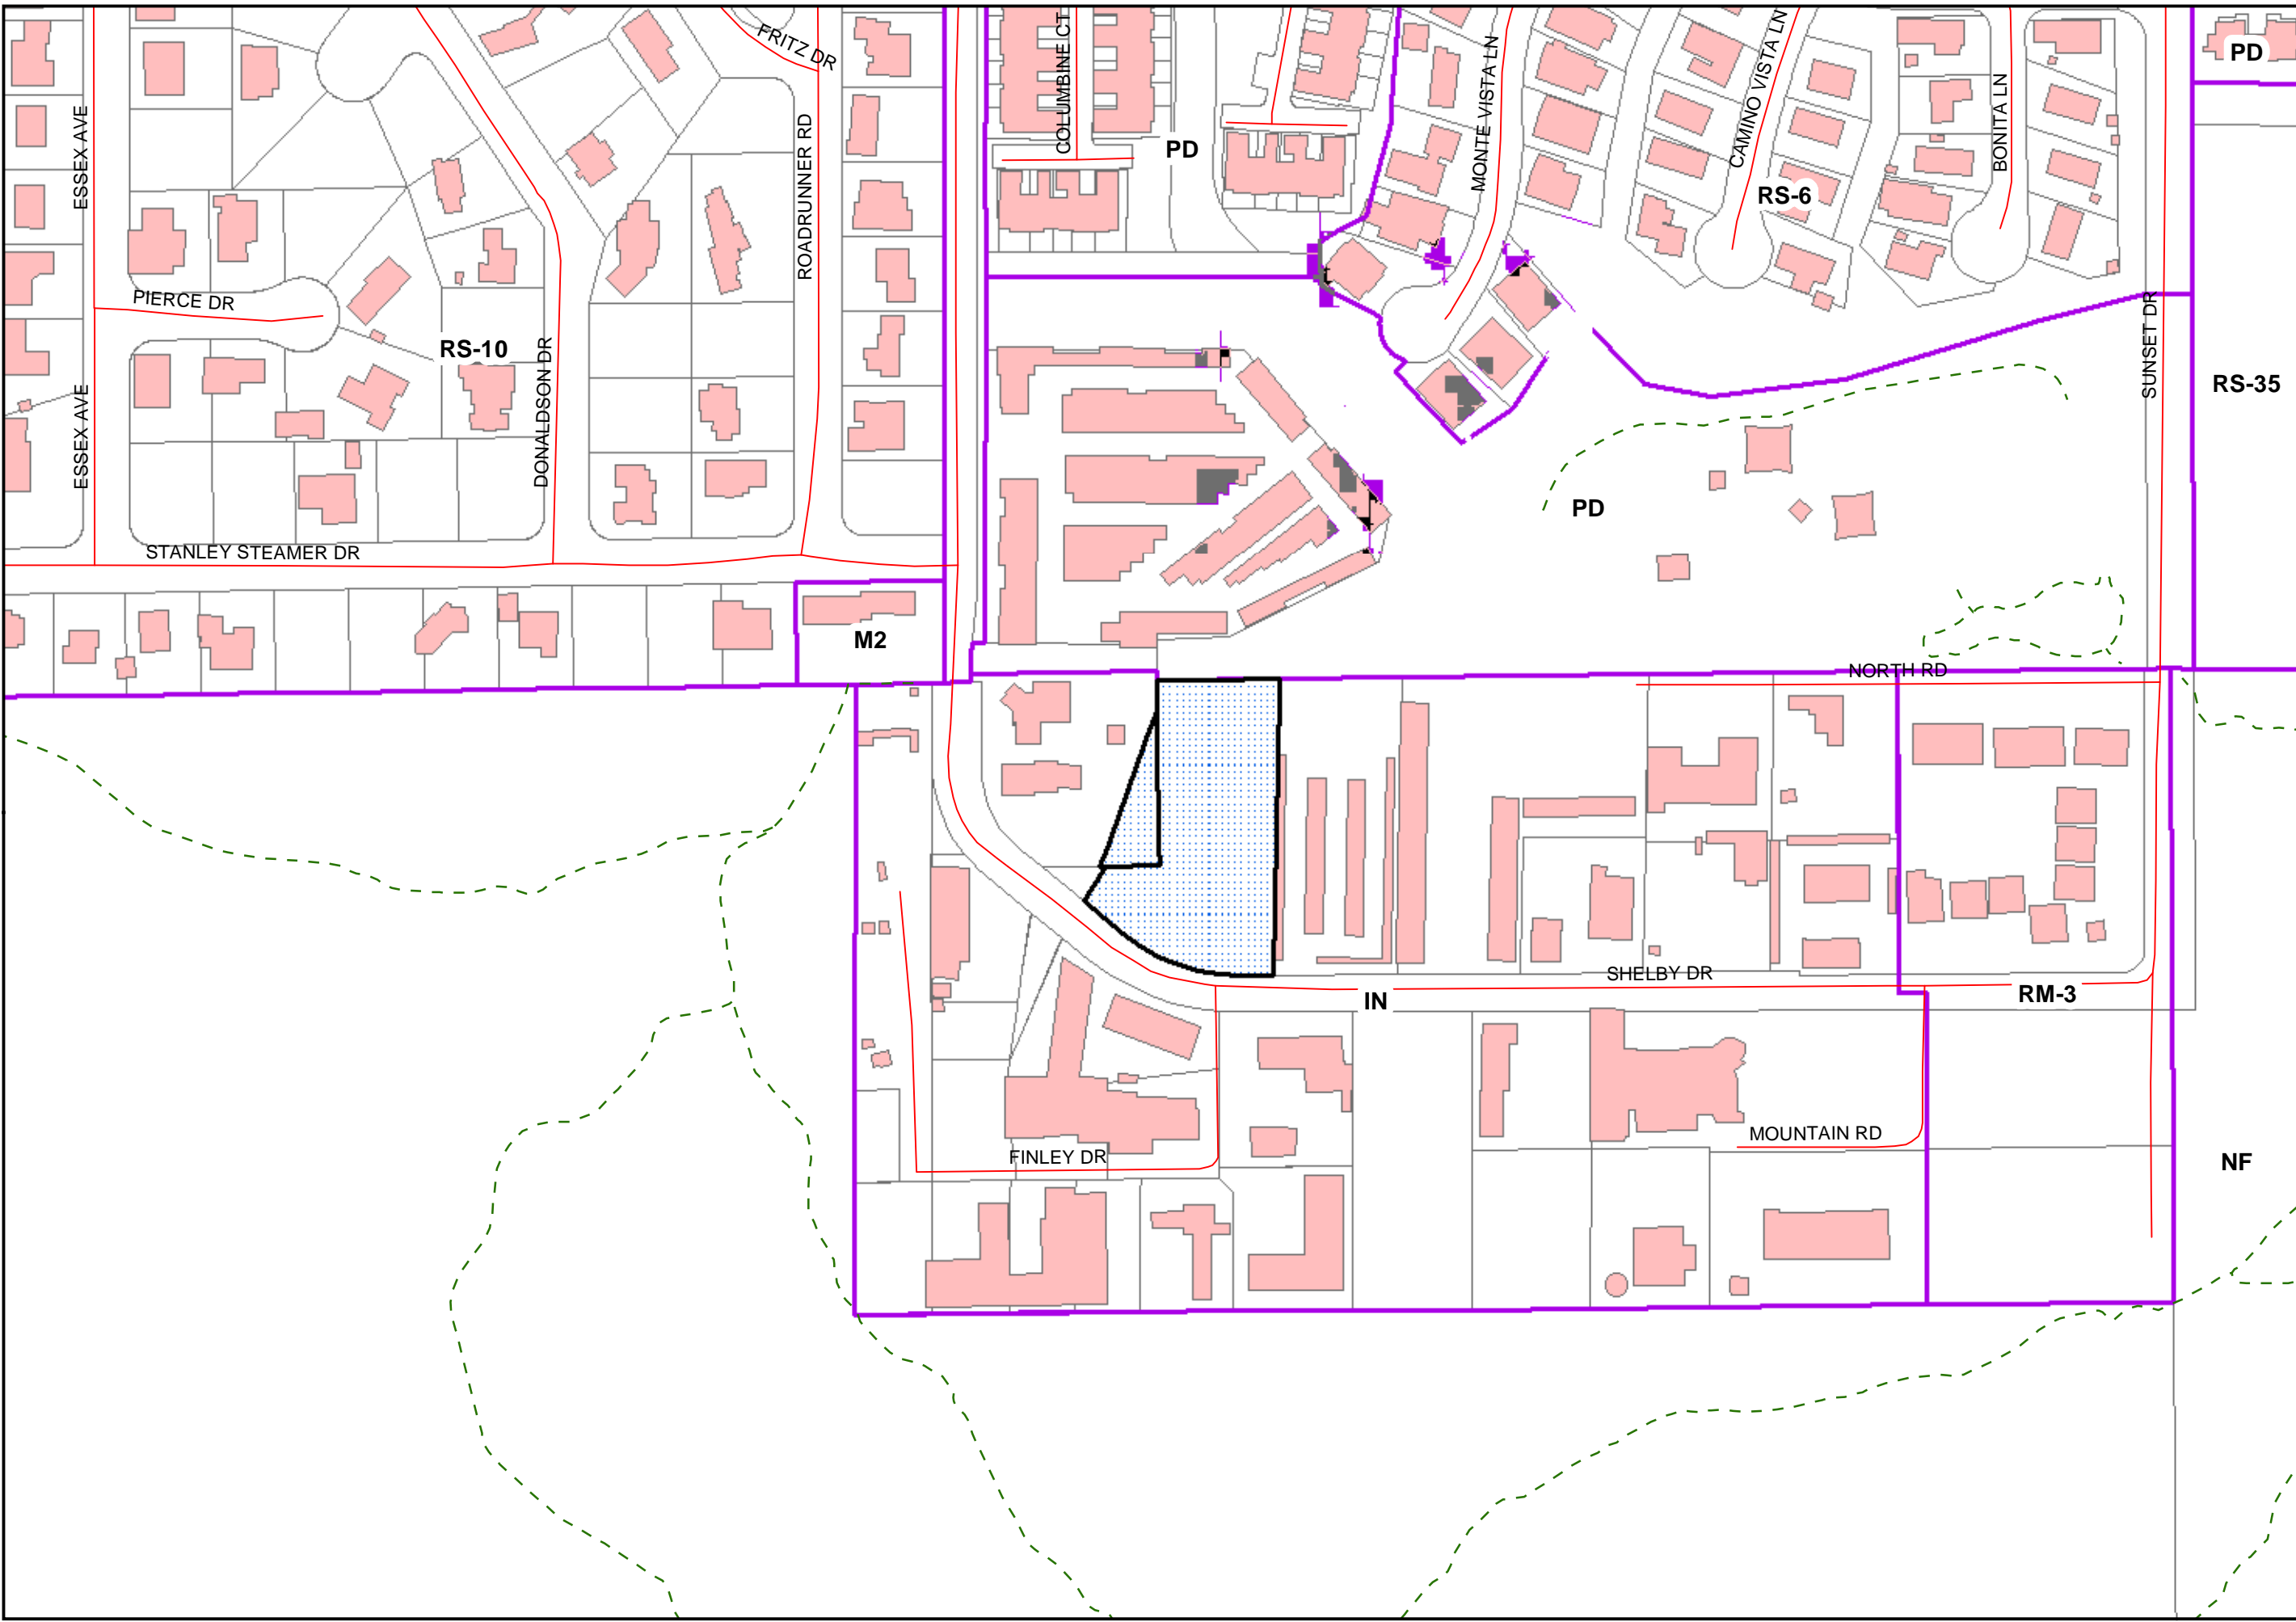 FRITZ DR
COLUMBINE CT
PD
MONTE VISTA LN
CAMINO VISTA LN
BONITA LN
PD
ESSEX AVE
ROADRUNNER RD
RS-6
PIERCE DR
RS-10
DONALDSON DR
SUNSET DR
RS-35
ESSEX AVE
PD
STANLEY STEAMER DR
M2
NORTH RD
SHELBY DR
IN
RM-3
MOUNTAIN RD
FINLEY DR
NF